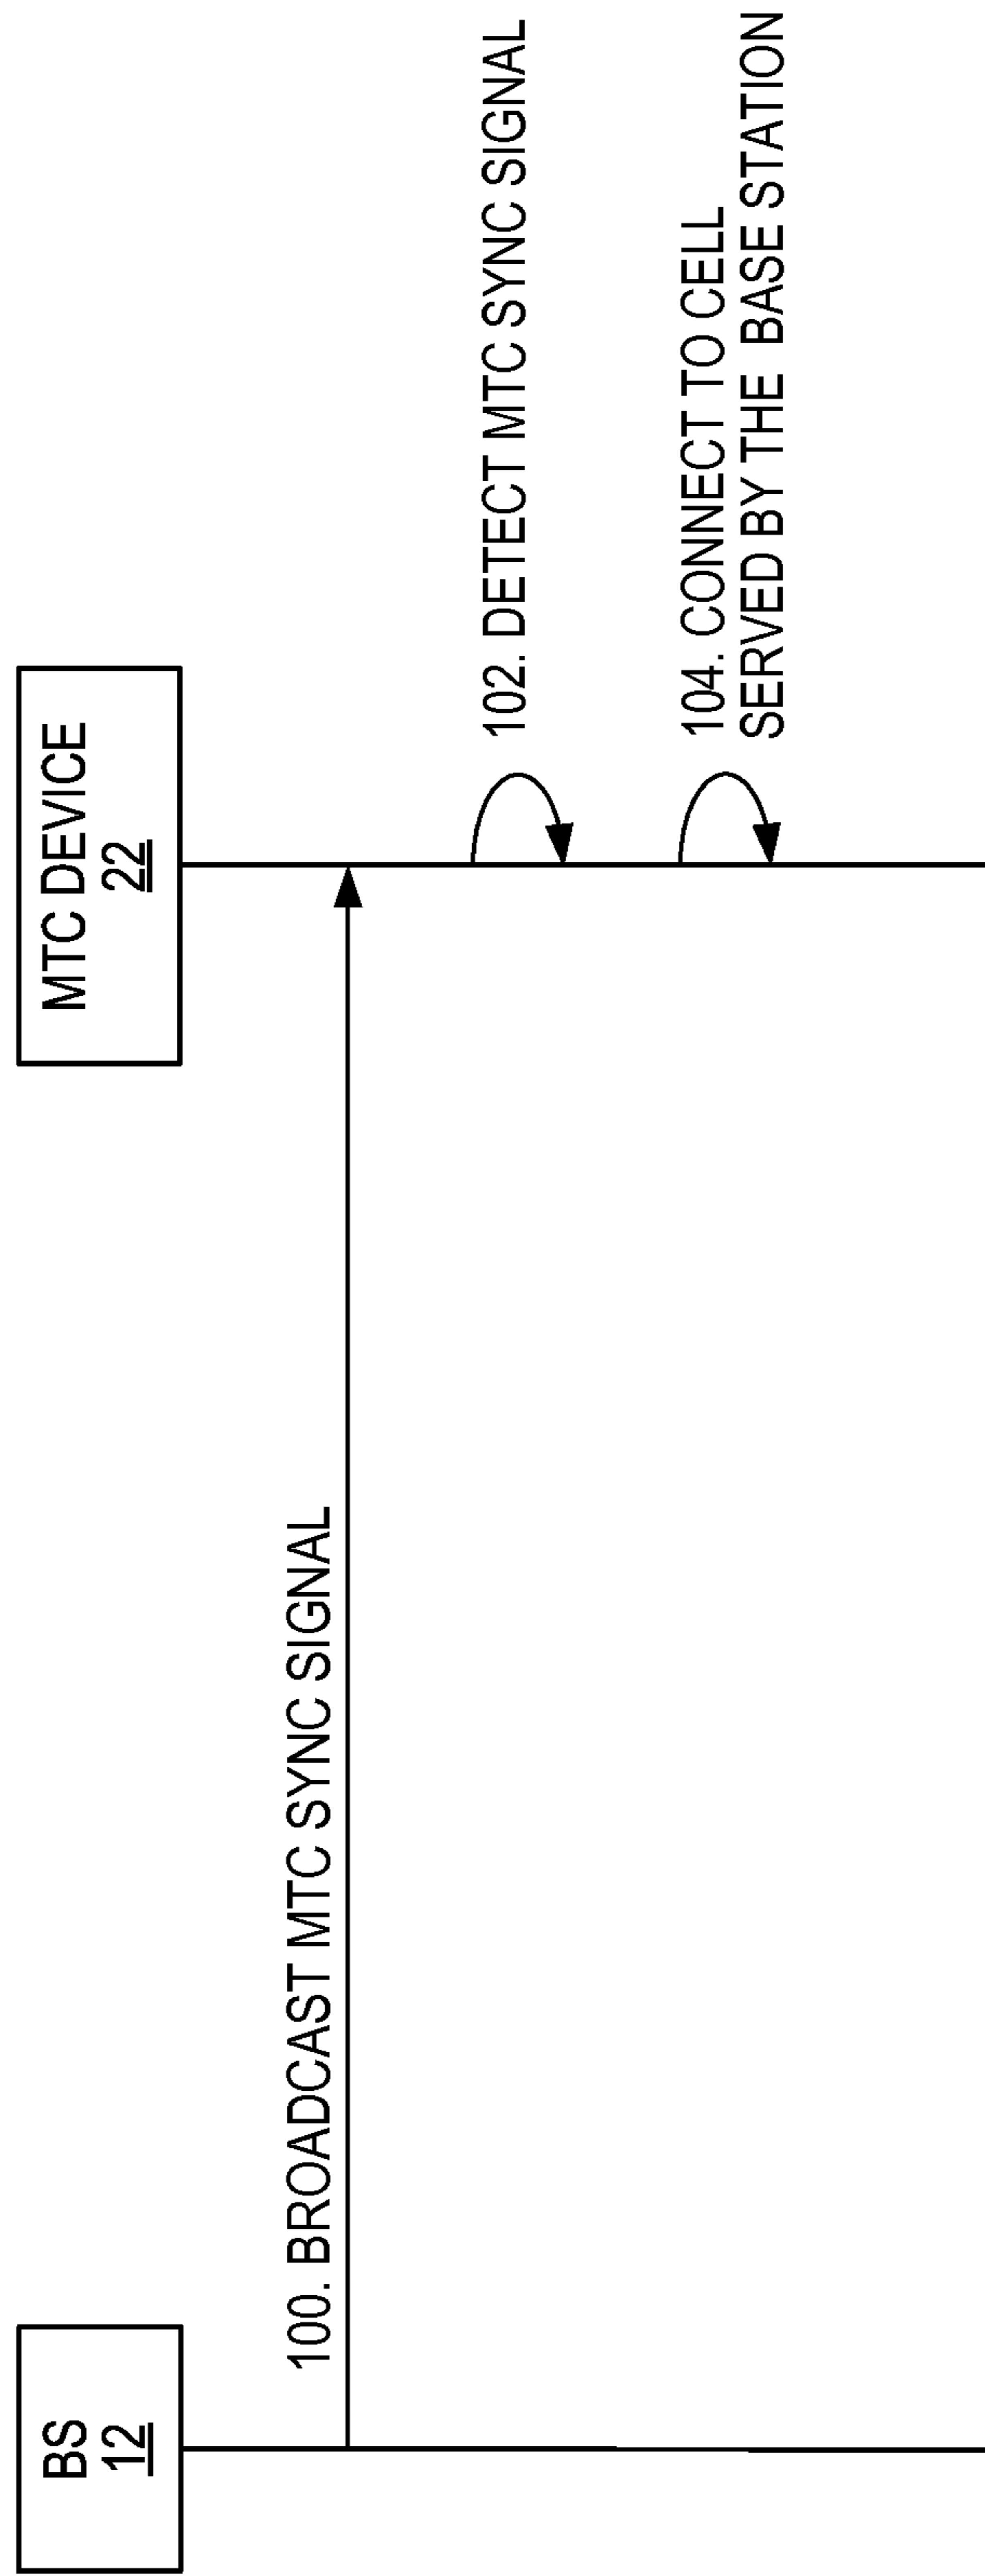 BS
12
MTC DEVICE
22
100. BROADCAST MTC SYNC SIGNAL
102. DETECT MTC SYNC SIGNAL
104. CONNECT TO CELL
SERVED BY THE BASE STATION